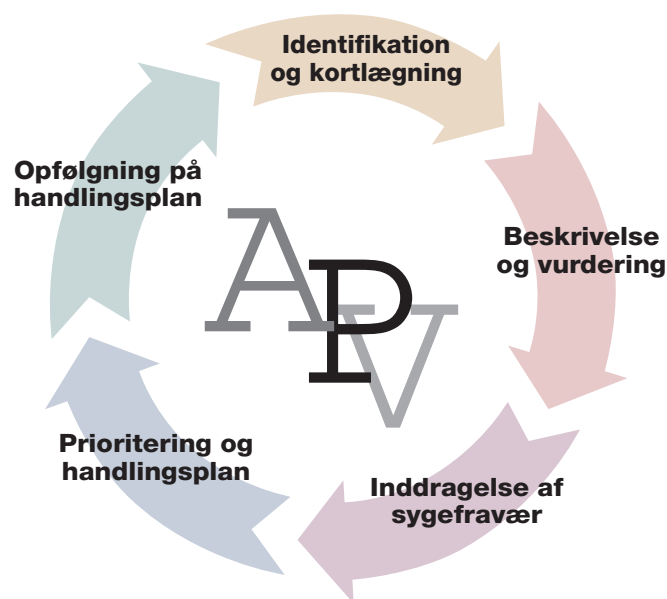 Identifikation
og kortlægning
Beskrivelse
og vurdering
Inddragelse af
sygefravær
Prioritering og
handlingsplan
Opfølgning på
handlingsplan
APV